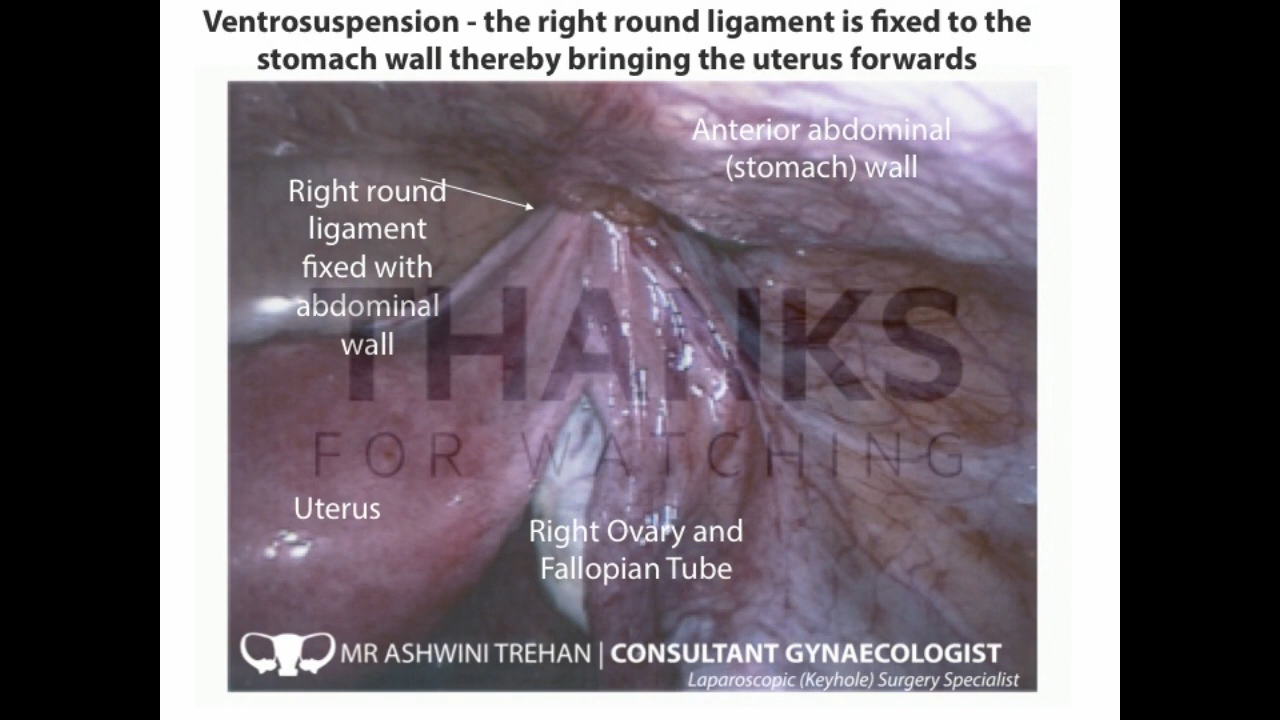 Ventrosuspension - the right round ligament is fixed to the
stomach wall thereby bringing the uterus forwards
Anterior abdominal
(stomach) wall
Right round
ligament
fixed with
abdominal
wall
THANKS
FOR WATCHING
Uterus
Right Ovary and
Fallopian Tube
MR ASHWINI TREHAN | CONSULTANT GYNAECOLOGIST
Laparoscopic (Keyhole) Surgery Specialist